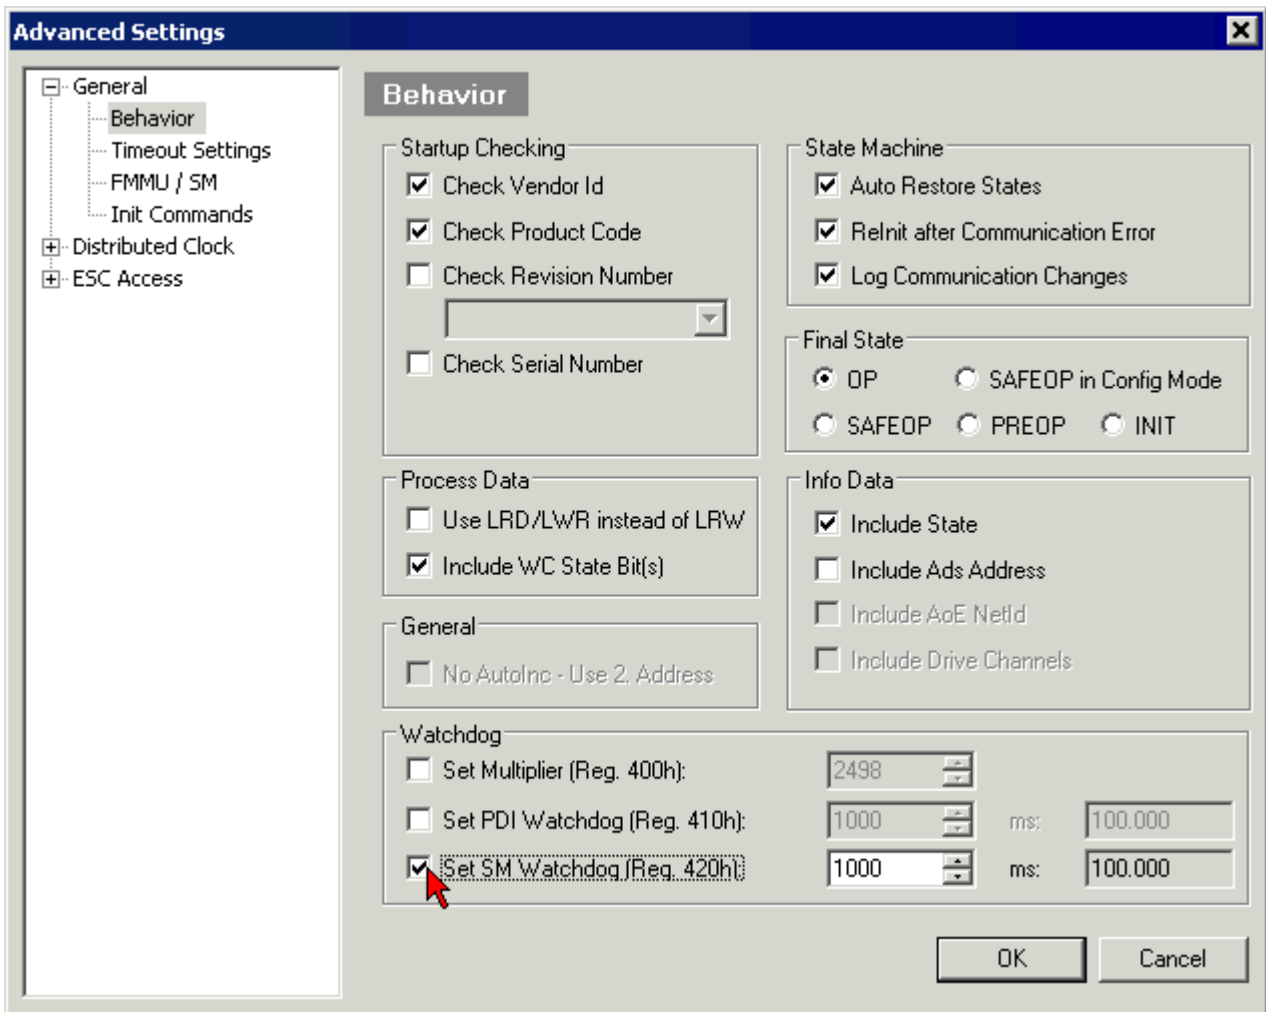 Advanced Settings
General
Behavior
Timeout Settings
FMMU / SM
Init Commands
Distributed Clock
ESC Access
Behavior
Startup Checking
Check Vendor Id
Check Product Code
Check Revision Number
Check Serial Number
State Machine
Auto Restore States
ReInit after Communication Error
Log Communication Changes
Final State
OP SAFEOP in Config Mode
SAFEOP PREOP INIT
Process Data
Use LRD/LWR instead of LRW
Include WC State Bit(s)
Info Data
Include State
Include Ads Address
Include AoE NetId
Include Drive Channels
General
No AutoInc - Use 2. Address
Watchdog
Set Multiplier (Reg. 400h): 2498
Set PDI Watchdog (Reg. 410h): 1000 ms: 100.000
Set SM Watchdog (Reg. 420h): 1000 ms: 100.000
OK Cancel